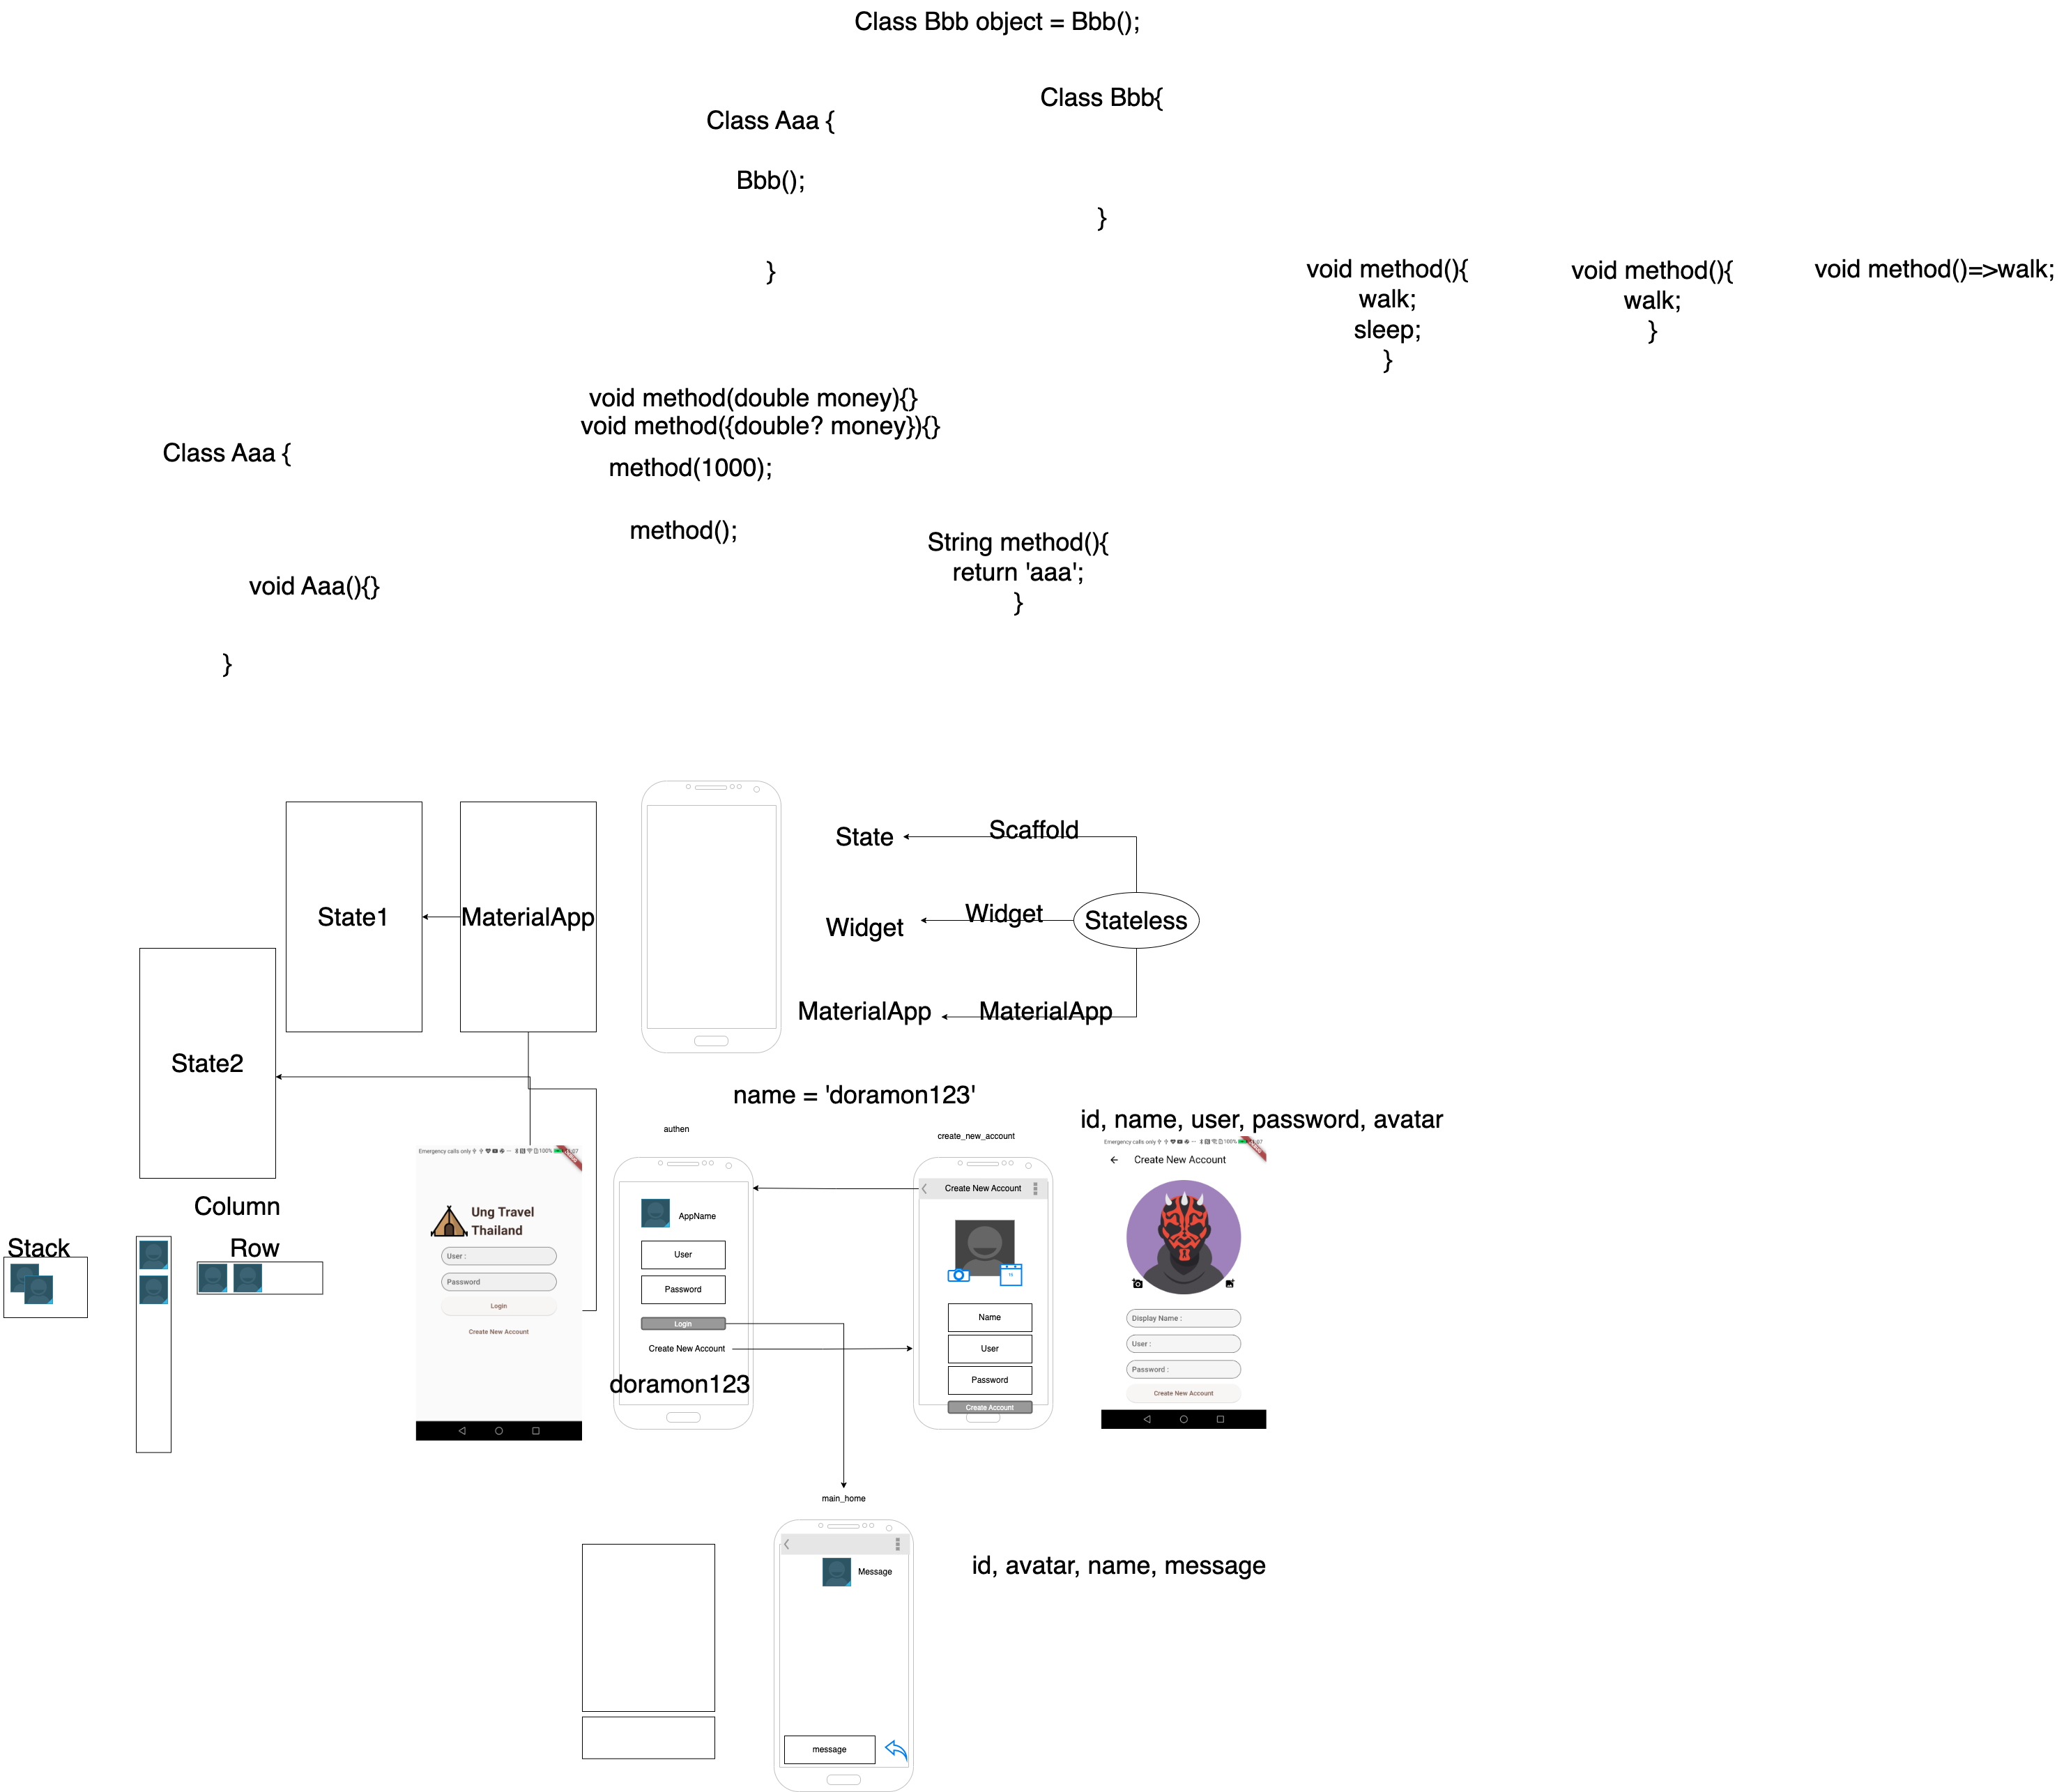 Class Bbb object = Bbb();
Class Aaa {
Bbb();
}
Class Bbb{
}
void method(){
walk;
sleep;
}
void method(){
walk;
}
void method()=>walk;
void method(double money){}
void method({double? money}){}
method(1000);
method();
String method(){
return 'aaa';
}
Class Aaa {
void Aaa(){}
}
State1
MaterialApp
State2
State
Scaffold
Widget
Widget
Stateless
MaterialApp
MaterialApp
name = 'doramon123'
id, name, user, password, avatar
Column
Stack
Row
Emergency calls only
100%
Ung Travel
Thailand
User :
Password
Login
Create New Account
authen
AppName
User
Password
Login
Create New Account
doramon123
create_new_account
Create New Account
Name
User
Password
Create Account
Emergency calls only
100%
Create New Account
Display Name :
User :
Password :
Create New Account
main_home
Message
message
id, avatar, name, message